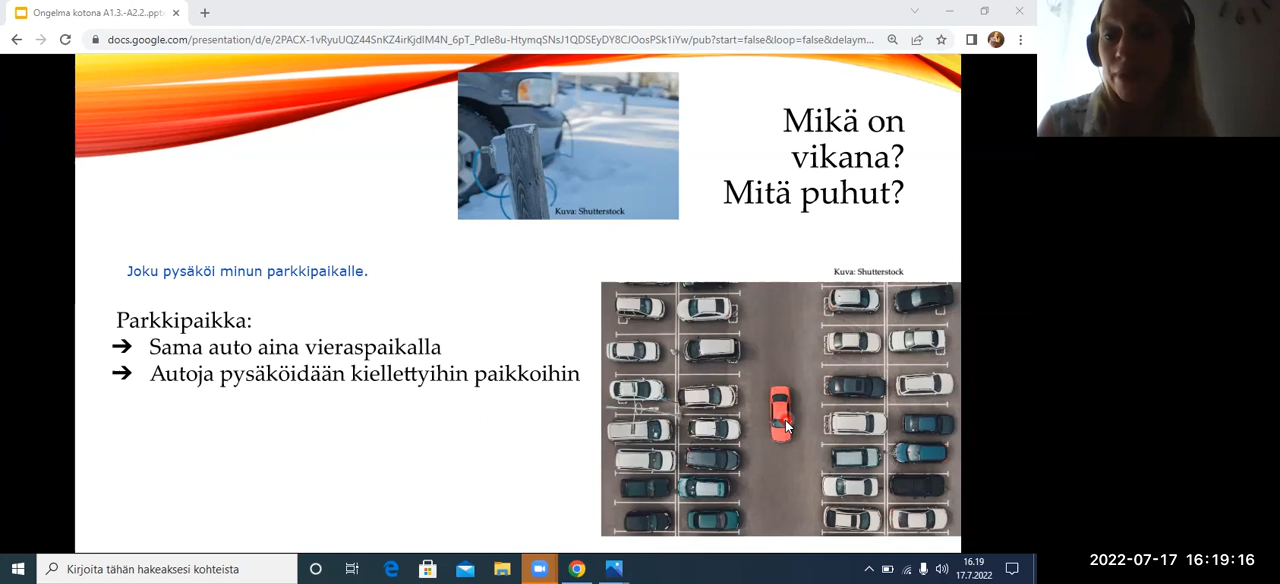 Ongelma kotona A1.3.-A2.2..ppt
docs.google.com/presentation/d/e/2PACX-1vRyuUQZ44SnKZ4irKjdIM4N_6pT_Pdle8u-HtymqSNsJ1QDSEyDY8CJOosPSk1iYw/pub?start=false&loop=false&delaym...
Mikä on
vikana?
Mitä puhut?
Kuva: Shutterstock
Joku pysäköi minun parkkipaikalle.
Kuva: Shutterstock
Parkkipaikka:
➔ Sama auto aina vieraspaikalla
➔ Autoja pysäköidään kiellettyihin paikkoihin
Kirjoita tähän hakeaksesi kohteista
16.19
17.7.2022
2022-07-17 16:19:16